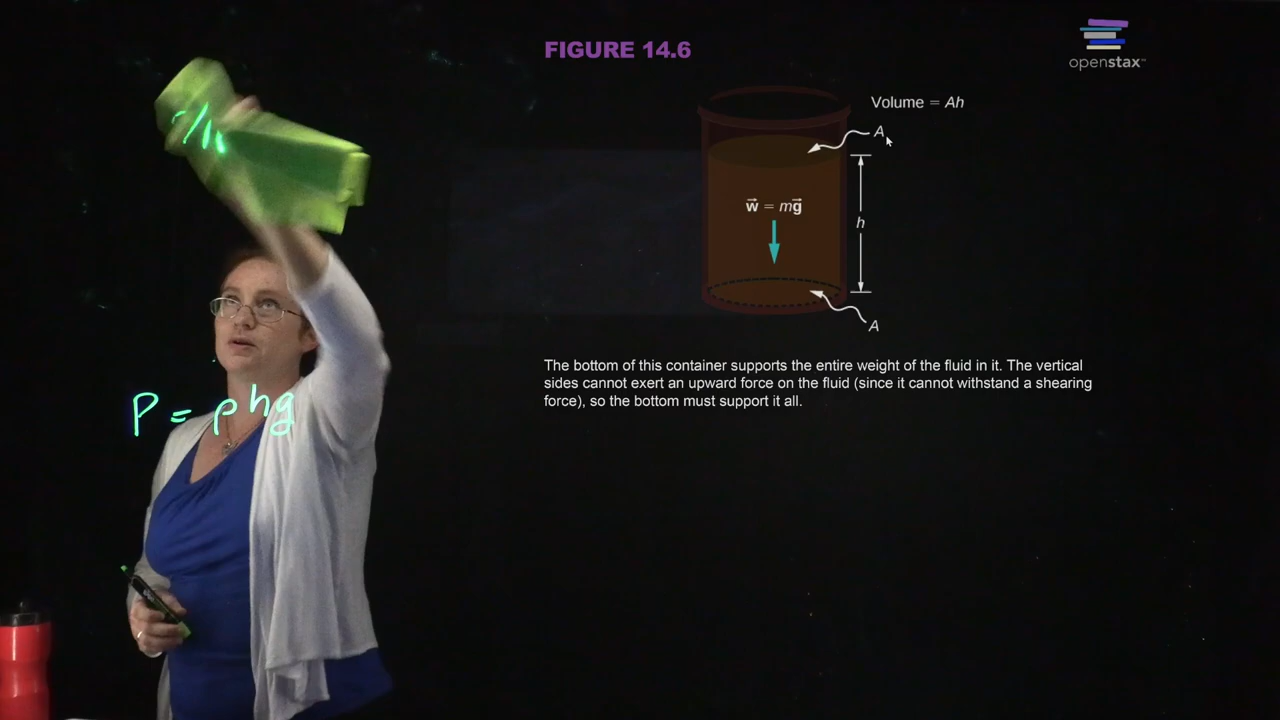 FIGURE 14.6
openstax
Volume = Ah
A
w⃗ = mg⃗
h
A
The bottom of this container supports the entire weight of the fluid in it. The vertical
sides cannot exert an upward force on the fluid (since it cannot withstand a shearing
force), so the bottom must support it all.
P = ρhg